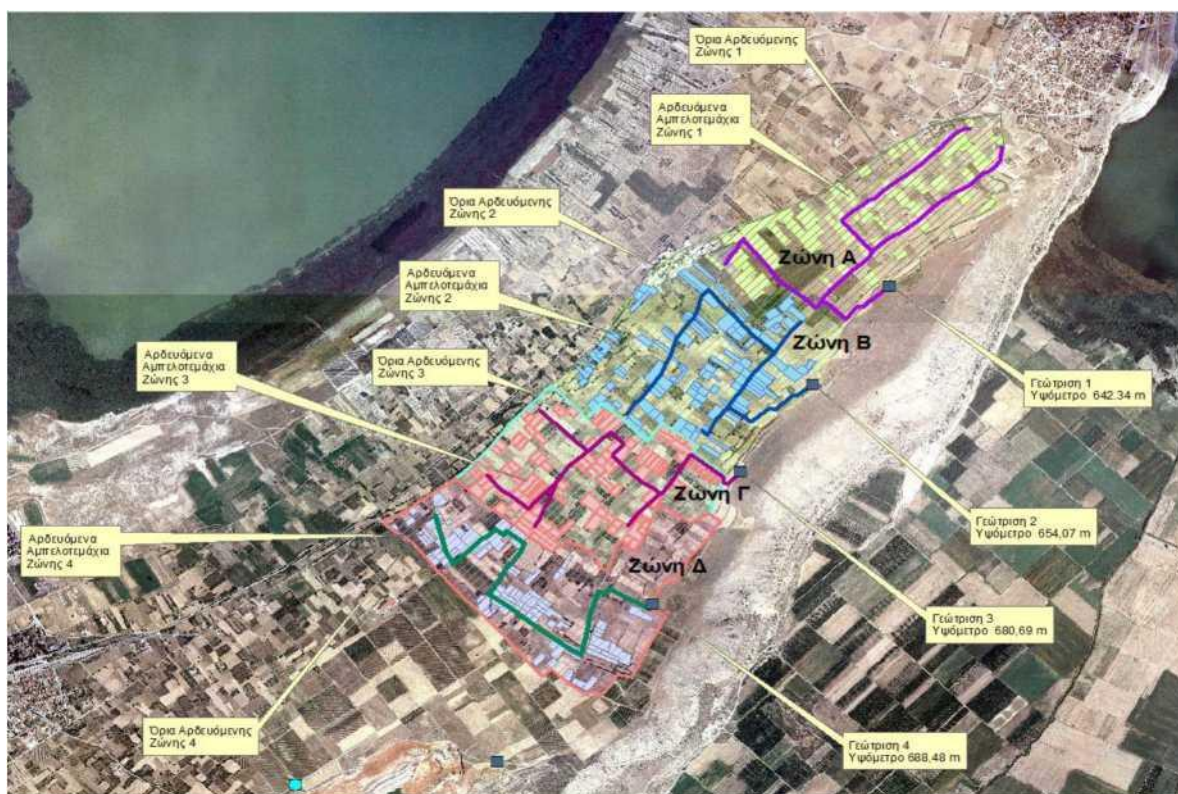 Όρια Αρδευόμενης
Ζώνης 1
Αρδευόμενα
Αμπελοτεμάχια
Ζώνης 1
Όρια Αρδευόμενης
Ζώνης 2
Αρδευόμενα
Αμπελοτεμάχια
Ζώνης 2
Όρια Αρδευόμενης
Ζώνης 3
Αρδευόμενα
Αμπελοτεμάχια
Ζώνης 3
Αρδευόμενα
Αμπελοτεμάχια
Ζώνης 4
Όρια Αρδευόμενης
Ζώνης 4
Ζώνη Α
Ζώνη Β
Ζώνη Γ
Ζώνη Δ
Γεώτριση 1
Υψόμετρο 642.34 m
Γεώτριση 2
Υψόμετρο 654,07 m
Γεώτριση 3
Υψόμετρο 680,69 m
Γεώτριση 4
Υψόμετρο 688,48 m